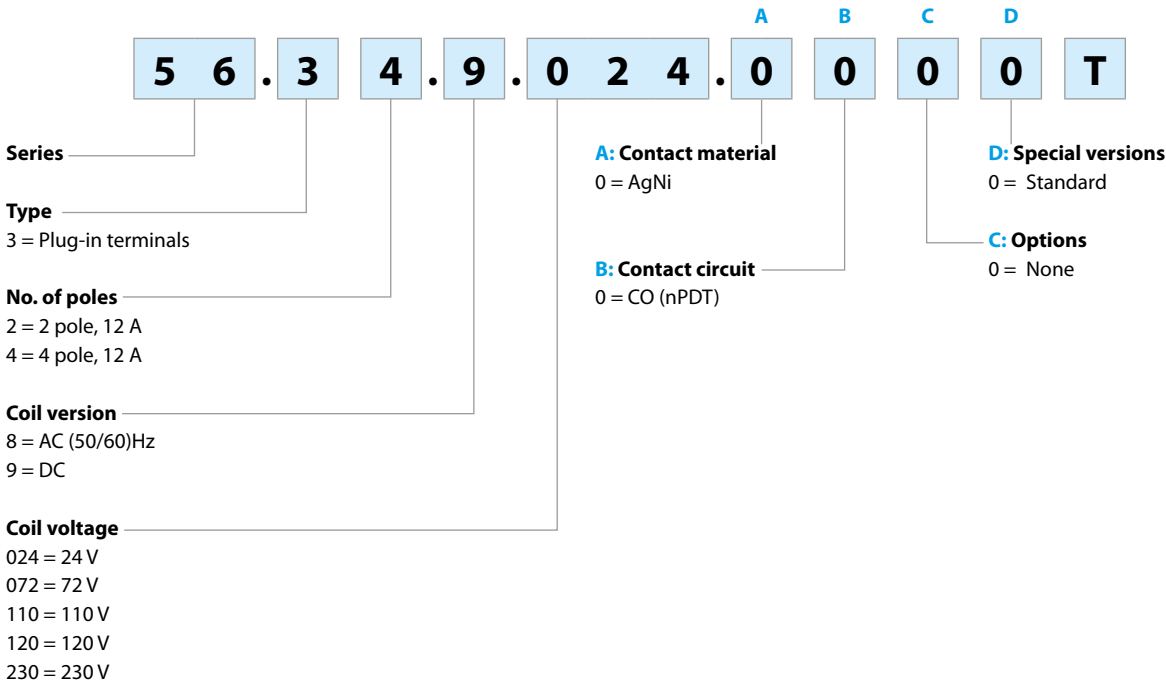 A B C D
5 6 . 3 4 . 9 . 0 2 4 . 0 0 0 0 T
Series
Type
3 = Plug-in terminals
No. of poles
2 = 2 pole, 12 A
4 = 4 pole, 12 A
Coil version
8 = AC (50/60)Hz
9 = DC
Coil voltage
024 = 24 V
072 = 72 V
110 = 110 V
120 = 120 V
230 = 230 V
A: Contact material
0 = AgNi
B: Contact circuit
0 = CO (nPDT)
D: Special versions
0 = Standard
C: Options
0 = None